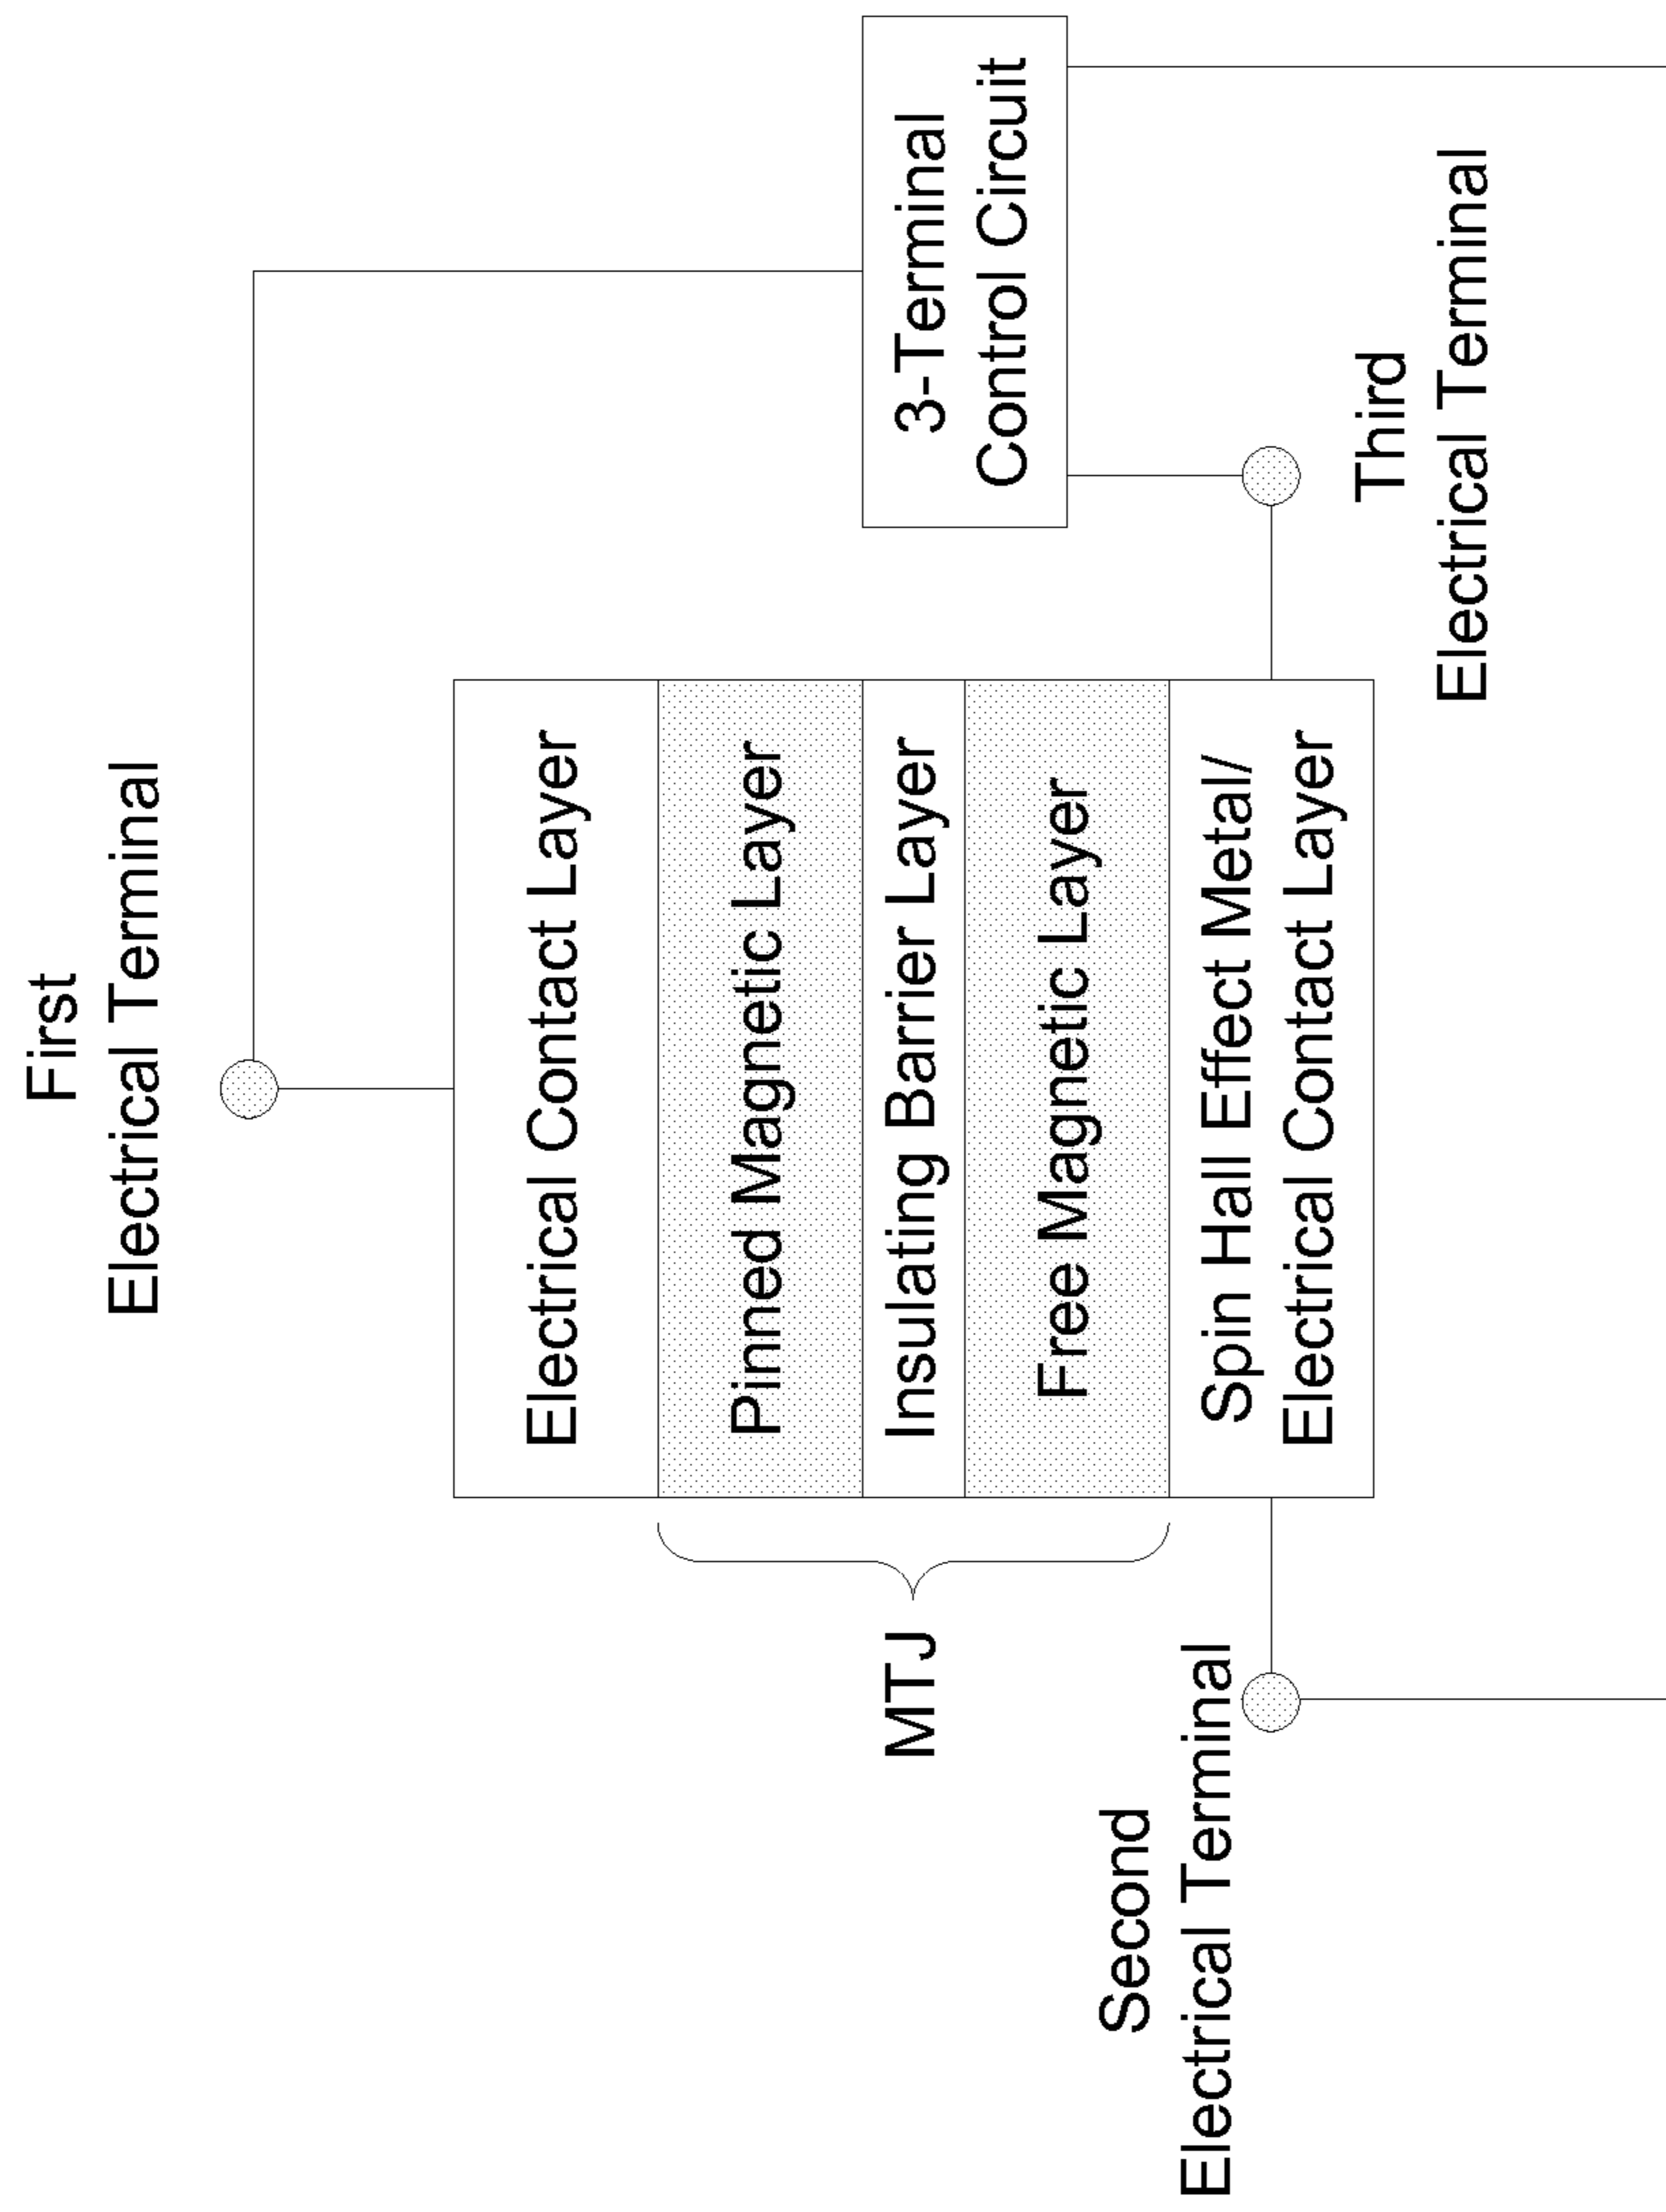 First
Electrical Terminal
Electrical Contact Layer
Pinned Magnetic Layer
Insulating Barrier Layer
Free Magnetic Layer
Spin Hall Effect Metal/
Electrical Contact Layer
MTJ
3-Terminal
Control Circuit
Second
Electrical Terminal
Third
Electrical Terminal